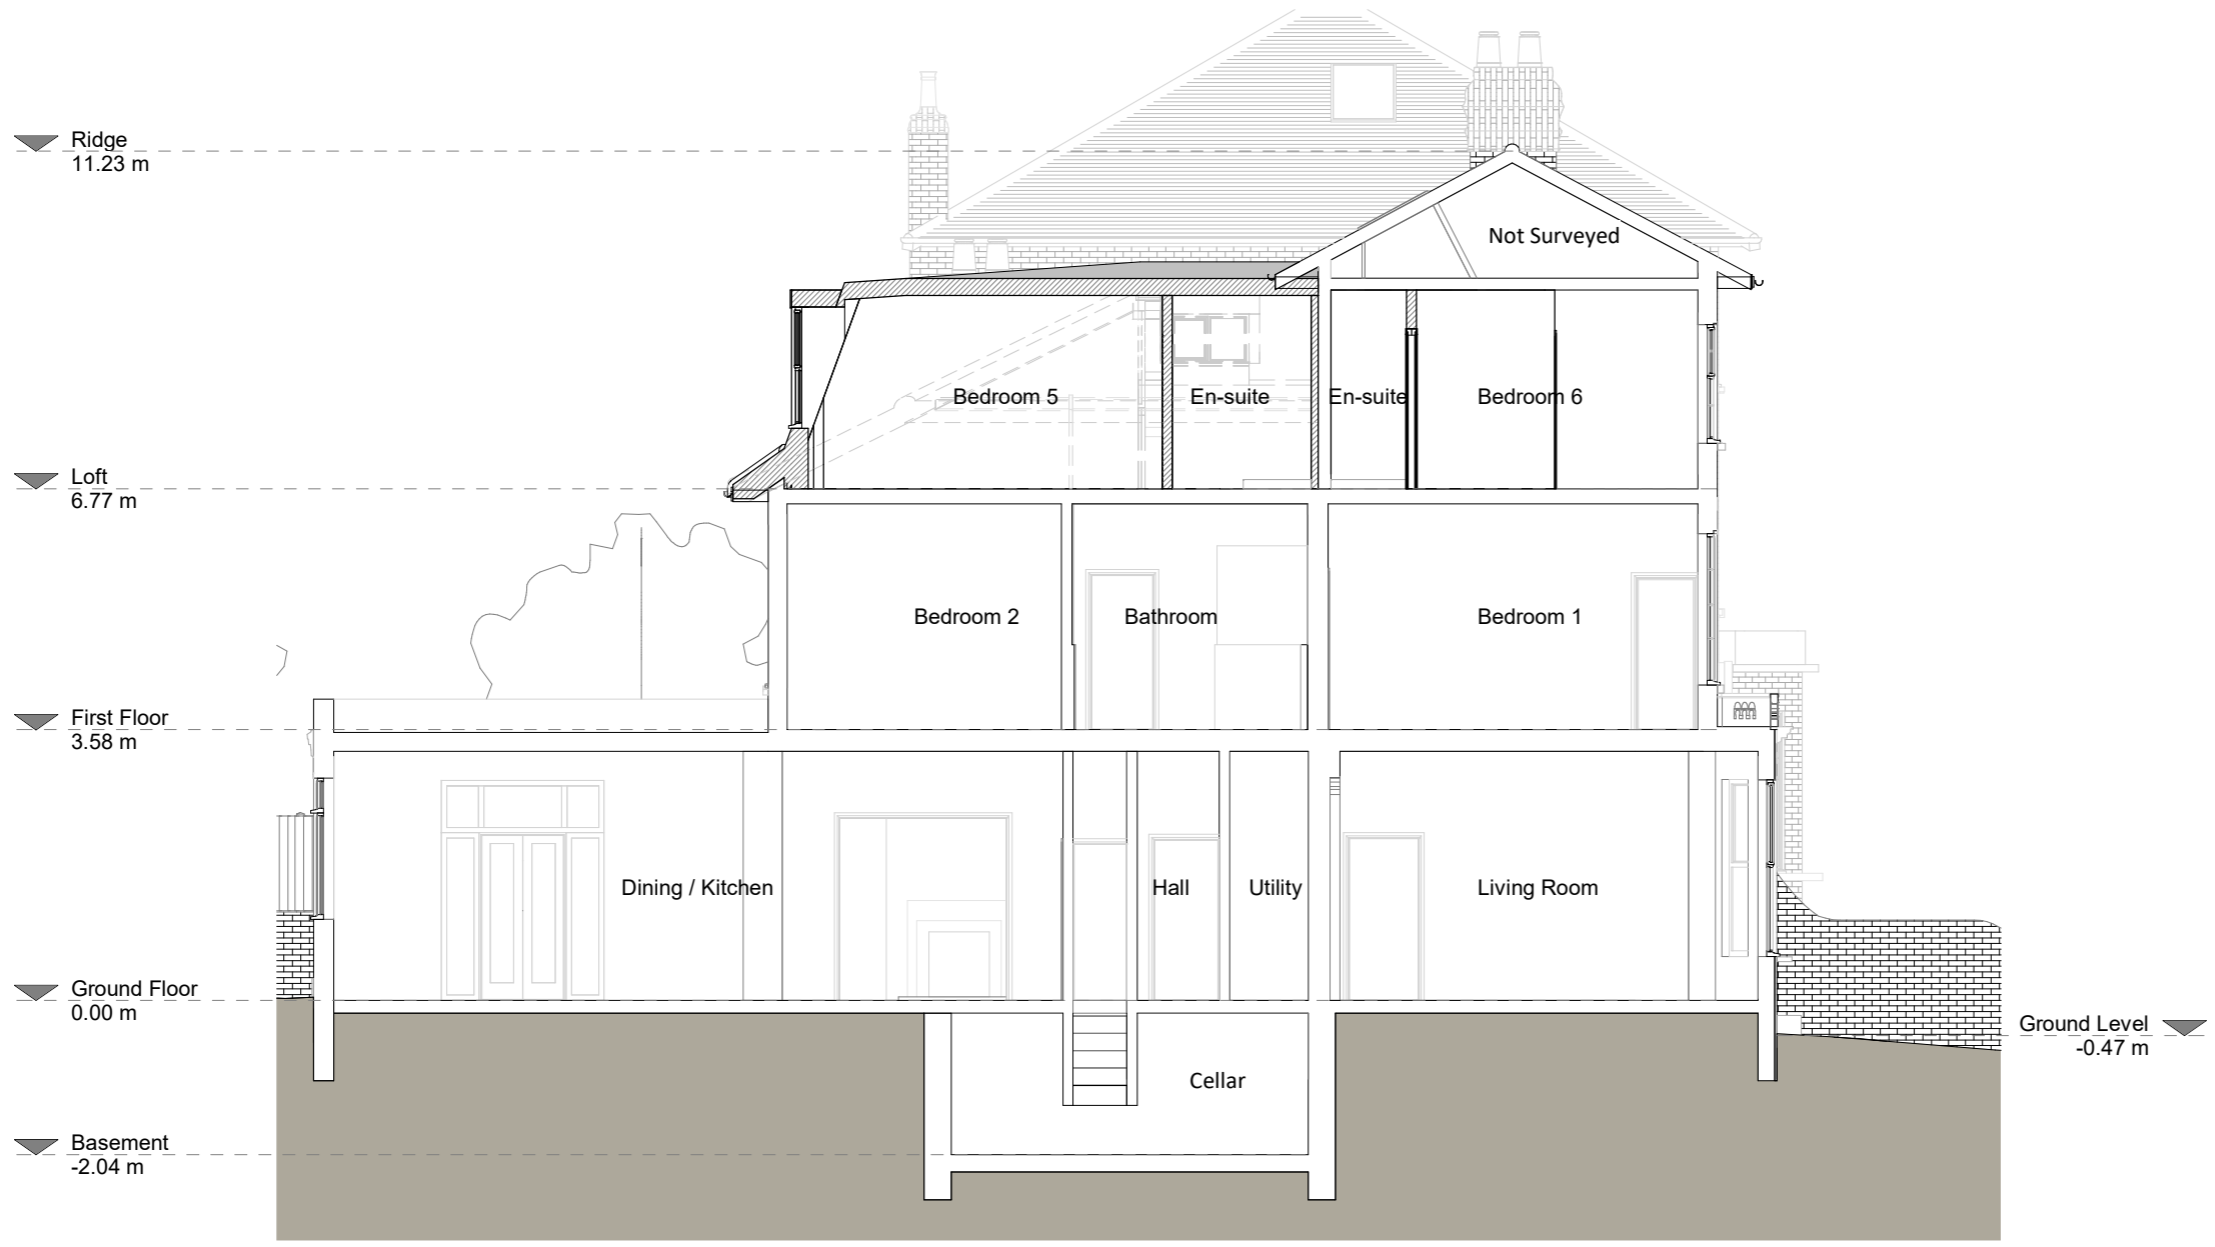 Ridge
11.23 m
Not Surveyed
Bedroom 5
En-suite
En-suite
Bedroom 6
Loft
6.77 m
Bedroom 2
Bathroom
Bedroom 1
First Floor
3.58 m
Dining / Kitchen
Hall
Utility
Living Room
Ground Floor
0.00 m
Ground Level
-0.47 m
Cellar
Basement
-2.04 m